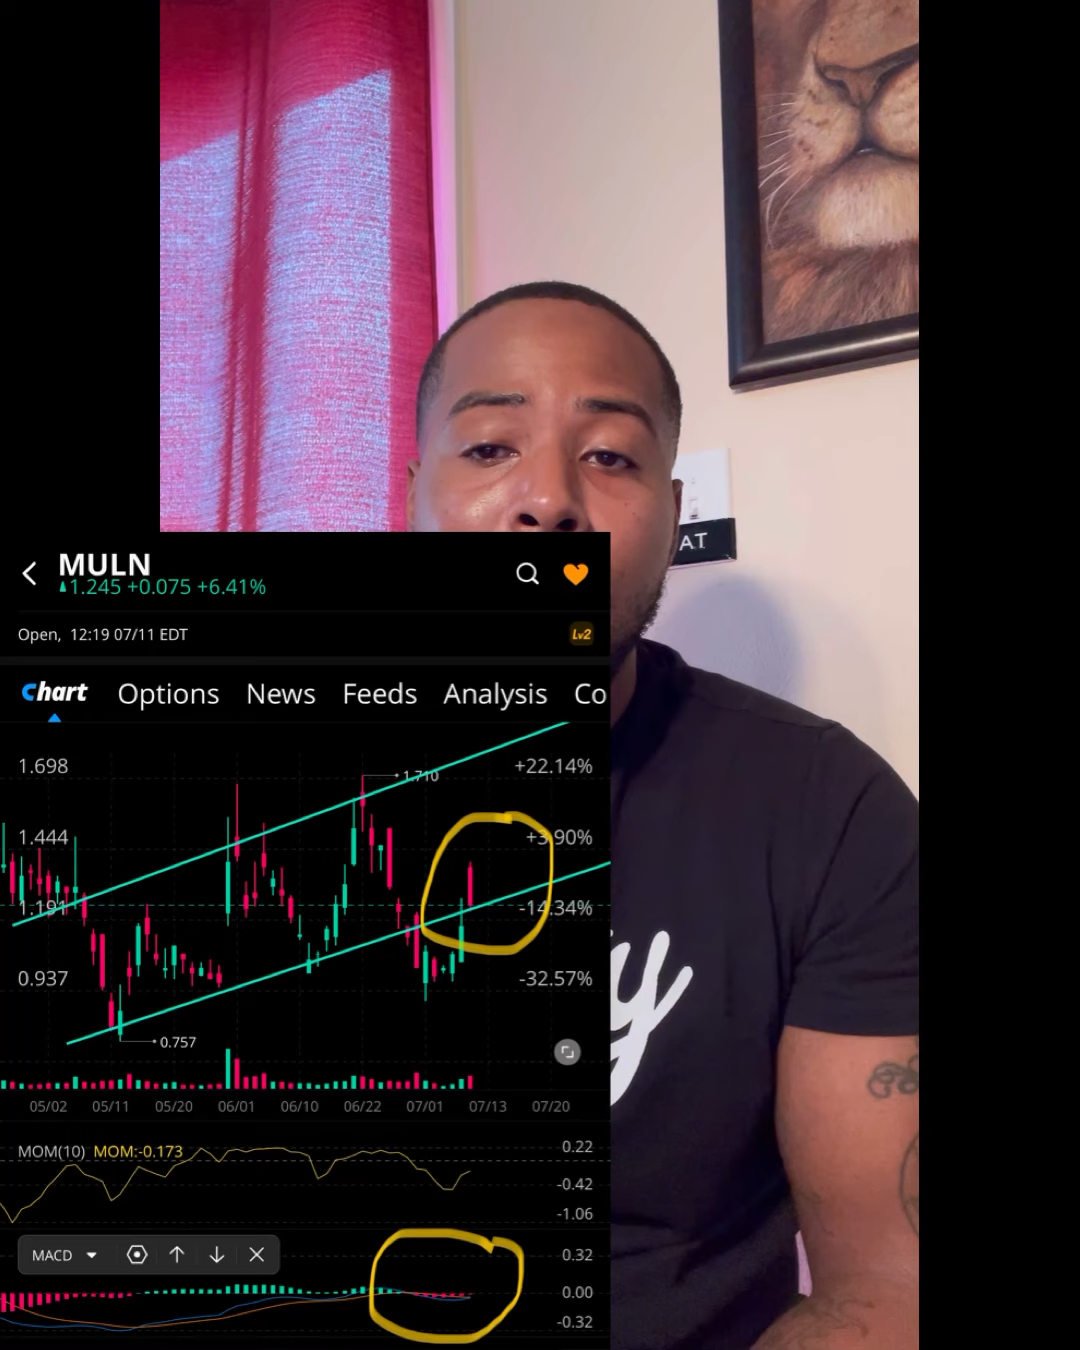 AT
MULN
1.245 +0.075 +6.41%
Open, 12:19 07/11 EDT
Lv2
Chart Options News Feeds Analysis Co
1.698 +22.14%
1.710
1.444 +3.90%
1.191 -14.34%
0.937 -32.57%
0.757
05/02 05/11 05/20 06/01 06/10 06/22 07/01 07/13 07/20
MOM(10) MOM:-0.173
0.22
-0.42
-1.06
MACD
0.32
0.00
-0.32
y